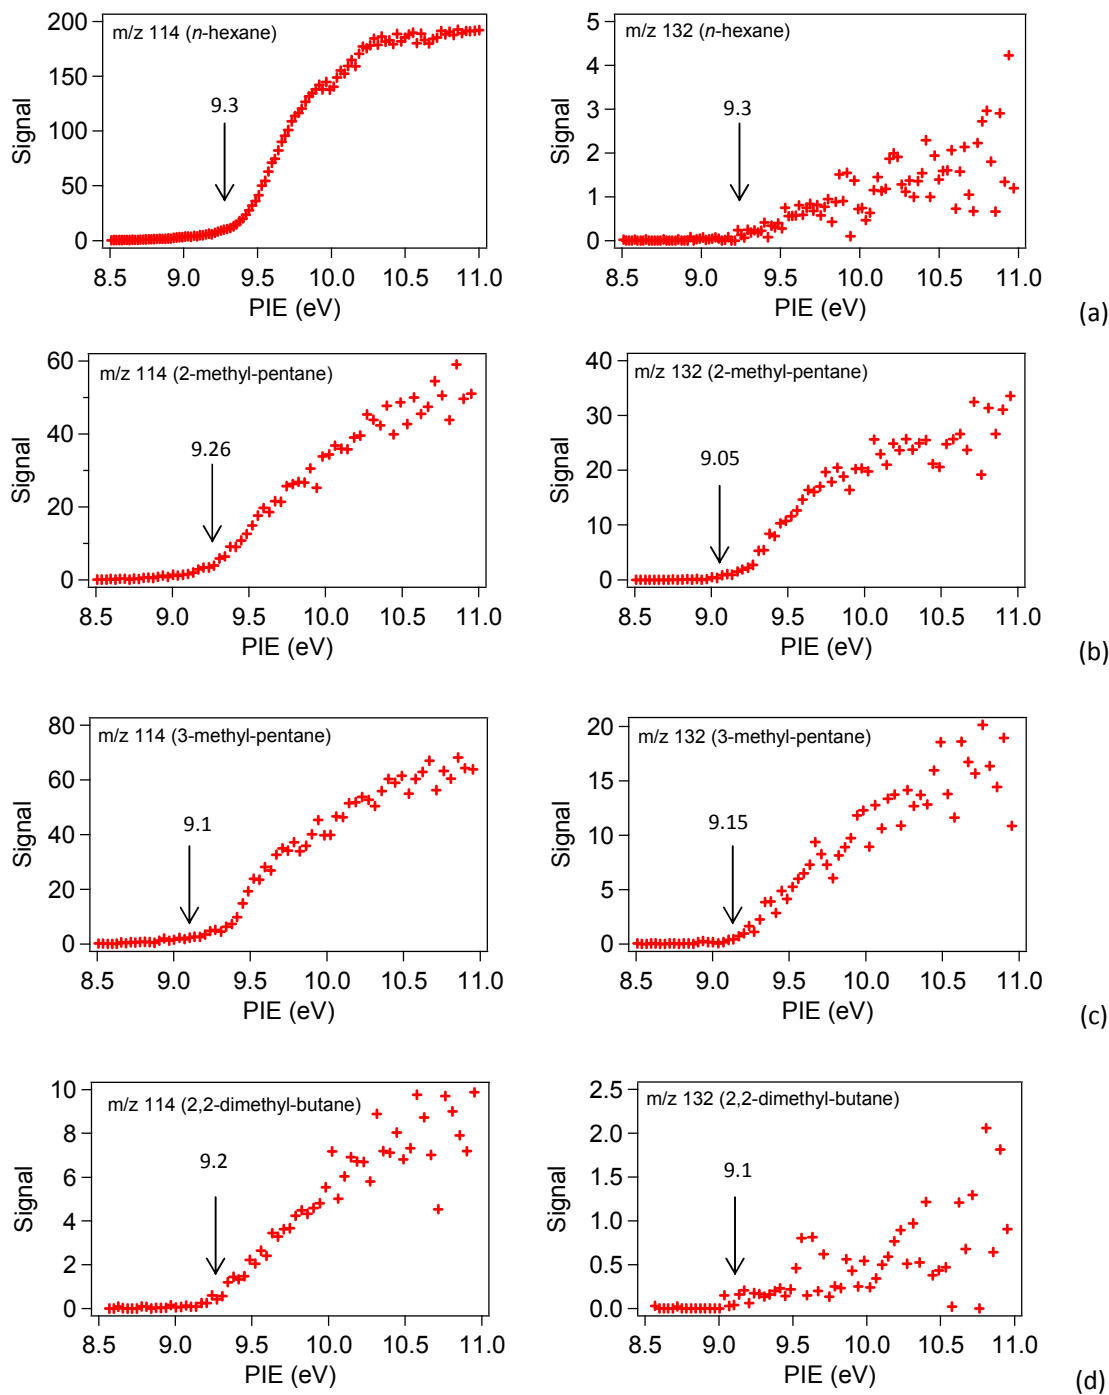 m/z 114 (n-hexane)
9.3
200
150
100
50
0
Signal
8.5 9.0 9.5 10.0 10.5 11.0
PIE (eV)
m/z 132 (n-hexane)
9.3
5
4
3
2
1
0
Signal
8.5 9.0 9.5 10.0 10.5 11.0
PIE (eV)
(a)
m/z 114 (2-methyl-pentane)
9.26
60
40
20
0
Signal
8.5 9.0 9.5 10.0 10.5 11.0
PIE (eV)
m/z 132 (2-methyl-pentane)
9.05
40
30
20
10
0
Signal
8.5 9.0 9.5 10.0 10.5 11.0
PIE (eV)
(b)
m/z 114 (3-methyl-pentane)
9.1
80
60
40
20
0
Signal
8.5 9.0 9.5 10.0 10.5 11.0
PIE (eV)
m/z 132 (3-methyl-pentane)
9.15
20
15
10
5
0
Signal
8.5 9.0 9.5 10.0 10.5 11.0
PIE (eV)
(c)
m/z 114 (2,2-dimethyl-butane)
9.2
10
8
6
4
2
0
Signal
8.5 9.0 9.5 10.0 10.5 11.0
PIE (eV)
m/z 132 (2,2-dimethyl-butane)
9.1
2.5
2.0
1.5
1.0
0.5
0.0
Signal
8.5 9.0 9.5 10.0 10.5 11.0
PIE (eV)
(d)